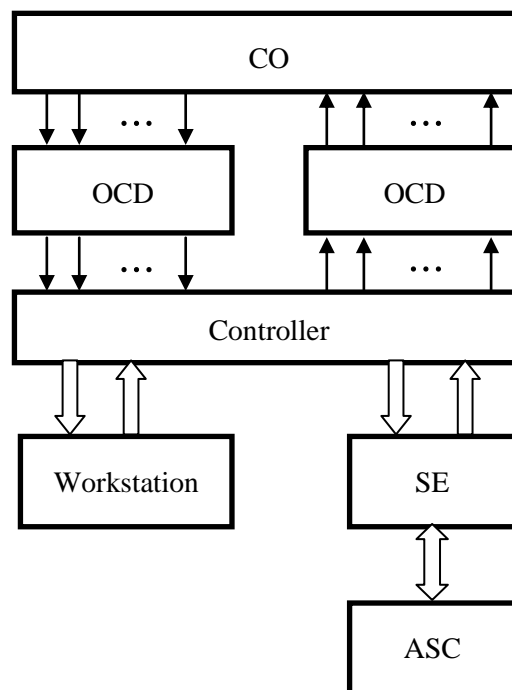 CO
...
...
OCD
OCD
...
...
Controller
Workstation
SE
ASC